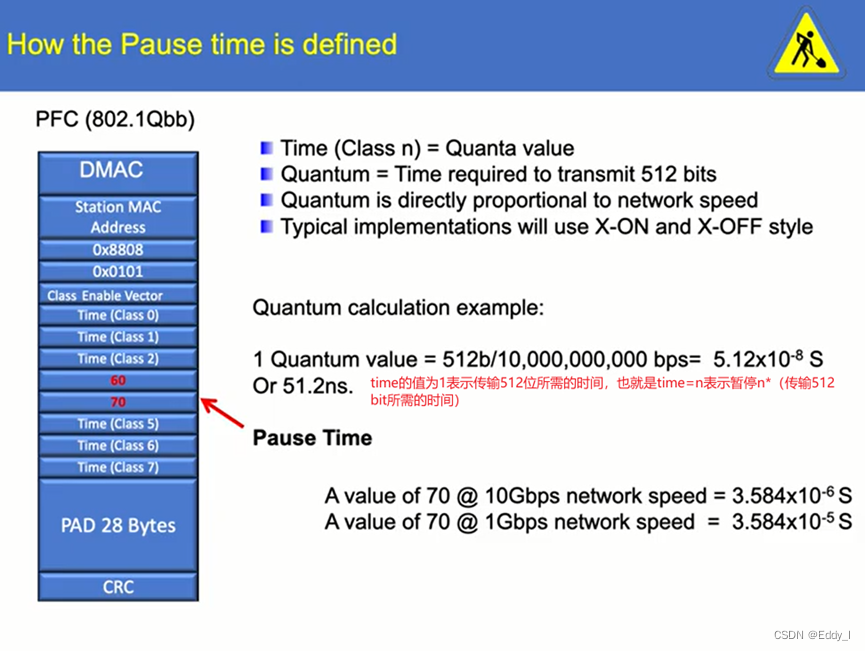 How the Pause time is defined
PFC (802.1Qbb)
DMAC
Station MAC
Address
0x8808
0x0101
Class Enable Vector
Time (Class 0)
Time (Class 1)
Time (Class 2)
60
70
Time (Class 5)
Time (Class 6)
Time (Class 7)
PAD 28 Bytes
CRC
Time (Class n) = Quanta value
Quantum = Time required to transmit 512 bits
Quantum is directly proportional to network speed
Typical implementations will use X-ON and X-OFF style
Quantum calculation example:
1 Quantum value = 512b/10,000,000,000 bps= 5.12x10⁻⁸ S
Or 51.2ns.
time的值为1表示传输512位所需的时间，也就是time=n表示暂停n*（传输512
bit所需的时间）
Pause Time
A value of 70 @ 10Gbps network speed = 3.584x10⁻⁶ S
A value of 70 @ 1Gbps network speed = 3.584x10⁻⁵ S
CSDN @Eddy_l